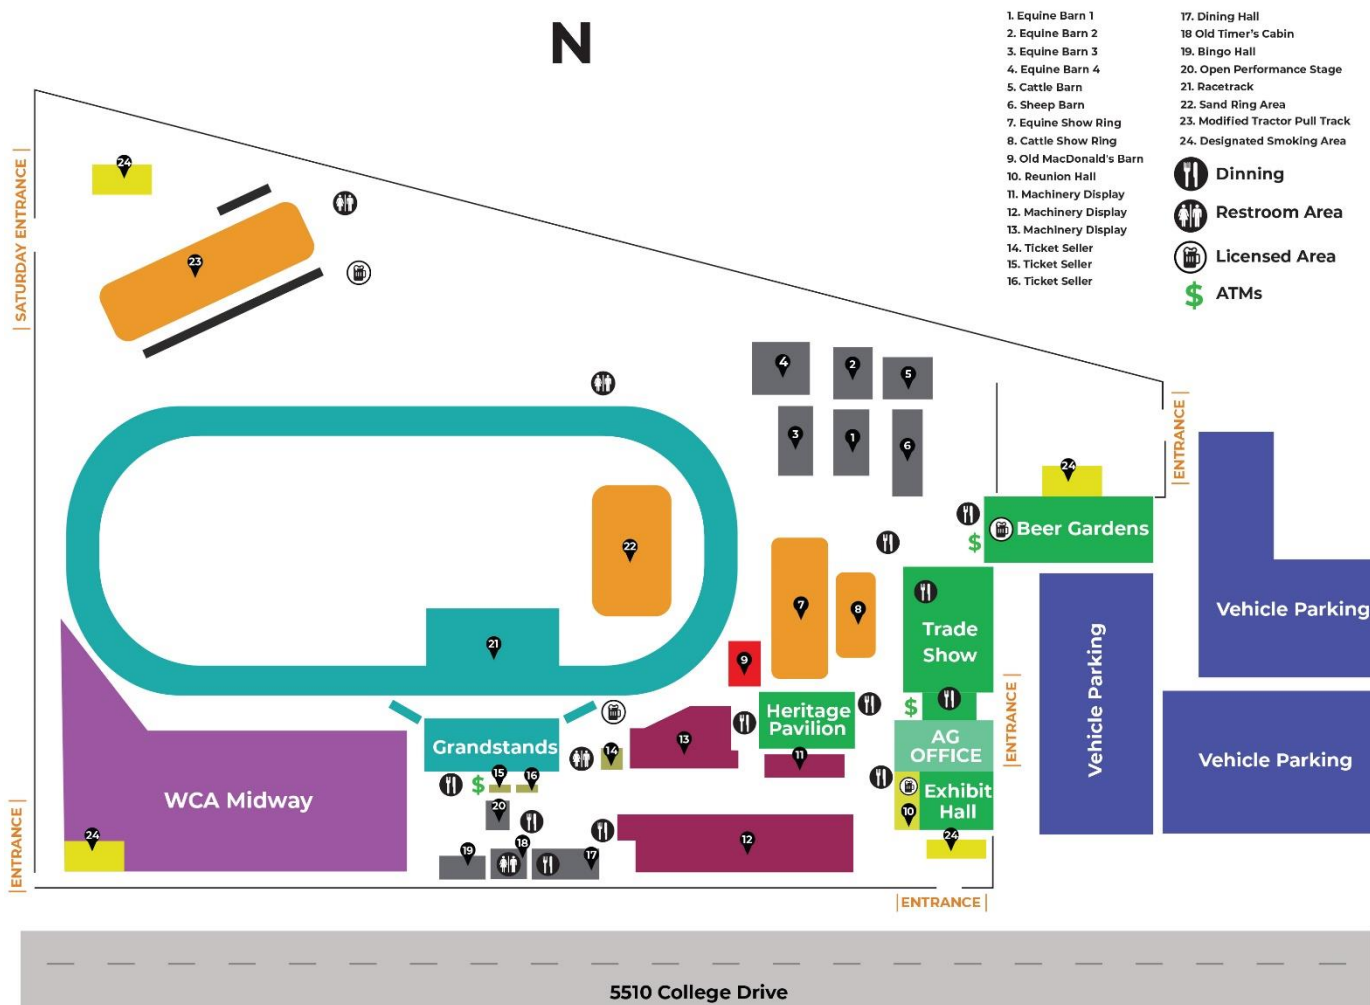 N
1. Equine Barn 1
2. Equine Barn 2
3. Equine Barn 3
4. Equine Barn 4
5. Cattle Barn
6. Sheep Barn
7. Equine Show Ring
8. Cattle Show Ring
9. Old MacDonald's Barn
10. Reunion Hall
11. Machinery Display
12. Machinery Display
13. Machinery Display
14. Ticket Seller
15. Ticket Seller
16. Ticket Seller
17. Dining Hall
18 Old Timer's Cabin
19. Bingo Hall
20. Open Performance Stage
21. Racetrack
22. Sand Ring Area
23. Modified Tractor Pull Track
24. Designated Smoking Area
Dinning
Restroom Area
Licensed Area
$ ATMs
| SATURDAY ENTRANCE |
24
23
4
2
5
3
1
6
|ENTRANCE |
24
Beer Gardens
$
22
7
8
Trade
Show
Vehicle Parking
Vehicle Parking
Vehicle Parking
21
9
|ENTRANCE |
Heritage
Pavilion
$
AG
OFFICE
Grandstands
14
13
11
$
15
16
Exhibit
Hall
10
WCA Midway
20
24
19
18
17
12
24
|ENTRANCE |
|ENTRANCE |
5510 College Drive